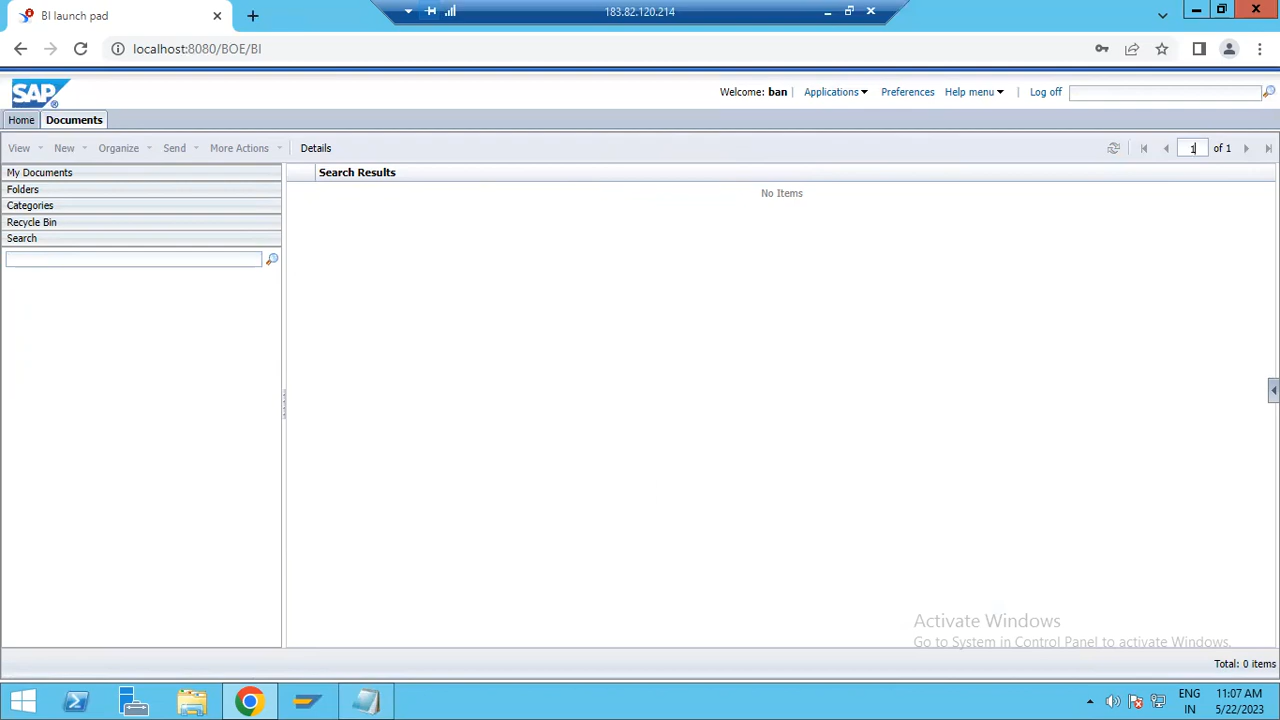 BI launch pad
183.82.120.214
localhost:8080/BOE/BI
SAP
Welcome: ban | Applications Preferences Help menu | Log off
Home Documents
View New Organize Send More Actions Details 1 of 1
My Documents
Search Results
Folders
No Items
Categories
Recycle Bin
Search
Activate Windows
Go to System in Control Panel to activate Windows.
Total: 0 items
ENG 11:07 AM
IN 5/22/2023